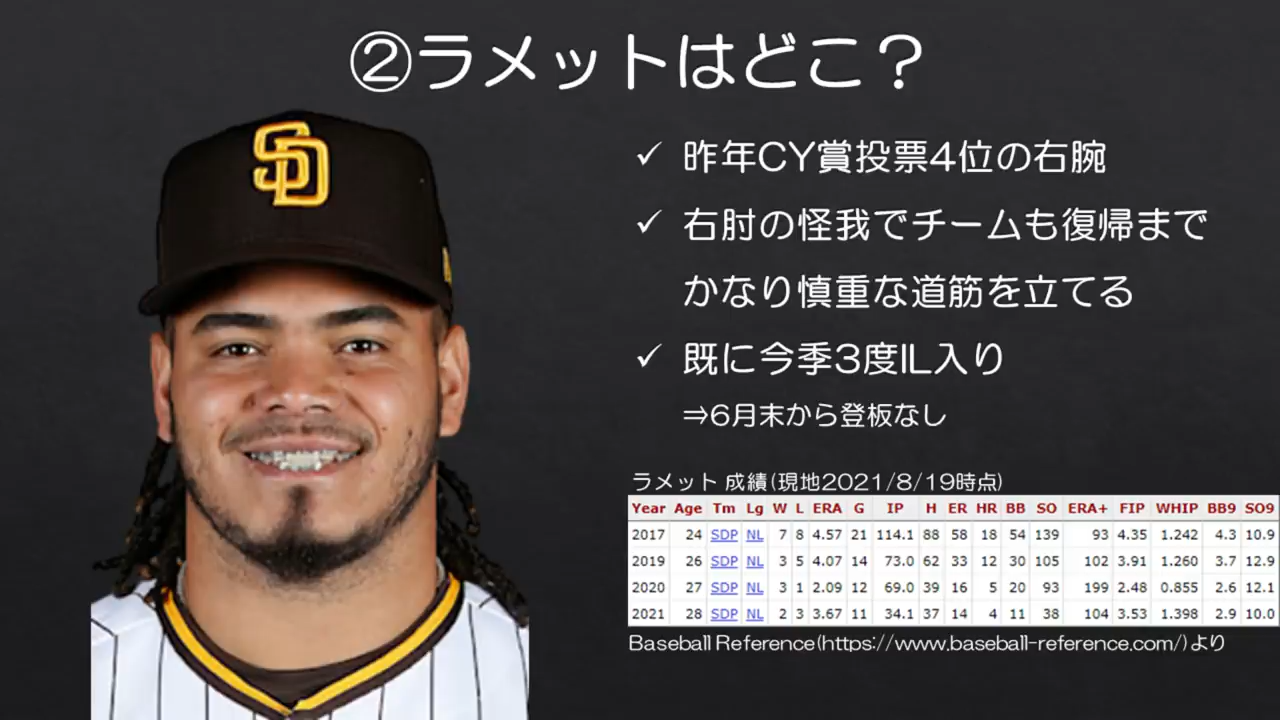 ②ラメットはどこ？
SD
✓ 昨年CY賞投票4位の右腕
✓ 右肘の怪我でチームも復帰まで
かなり慎重な道筋を立てる
✓ 既に今季3度IL入り
⇒6月末から登板なし
ラメット 成績(現地2021/8/19時点)
Year Age Tm Lg W L ERA G IP H ER HR BB SO ERA+ FIP WHIP BB9 SO9
2017 24 SDP NL 7 8 4.57 21 114.1 88 58 18 54 139 93 4.35 1.242 4.3 10.9
2019 26 SDP NL 3 5 4.07 14 73.0 62 33 12 30 105 102 3.91 1.260 3.7 12.9
2020 27 SDP NL 3 1 2.09 12 69.0 39 16 5 20 93 199 2.48 0.855 2.6 12.1
2021 28 SDP NL 2 3 3.67 11 34.1 37 14 4 11 38 104 3.53 1.398 2.9 10.0
Baseball Reference(https://www.baseball-reference.com/)より